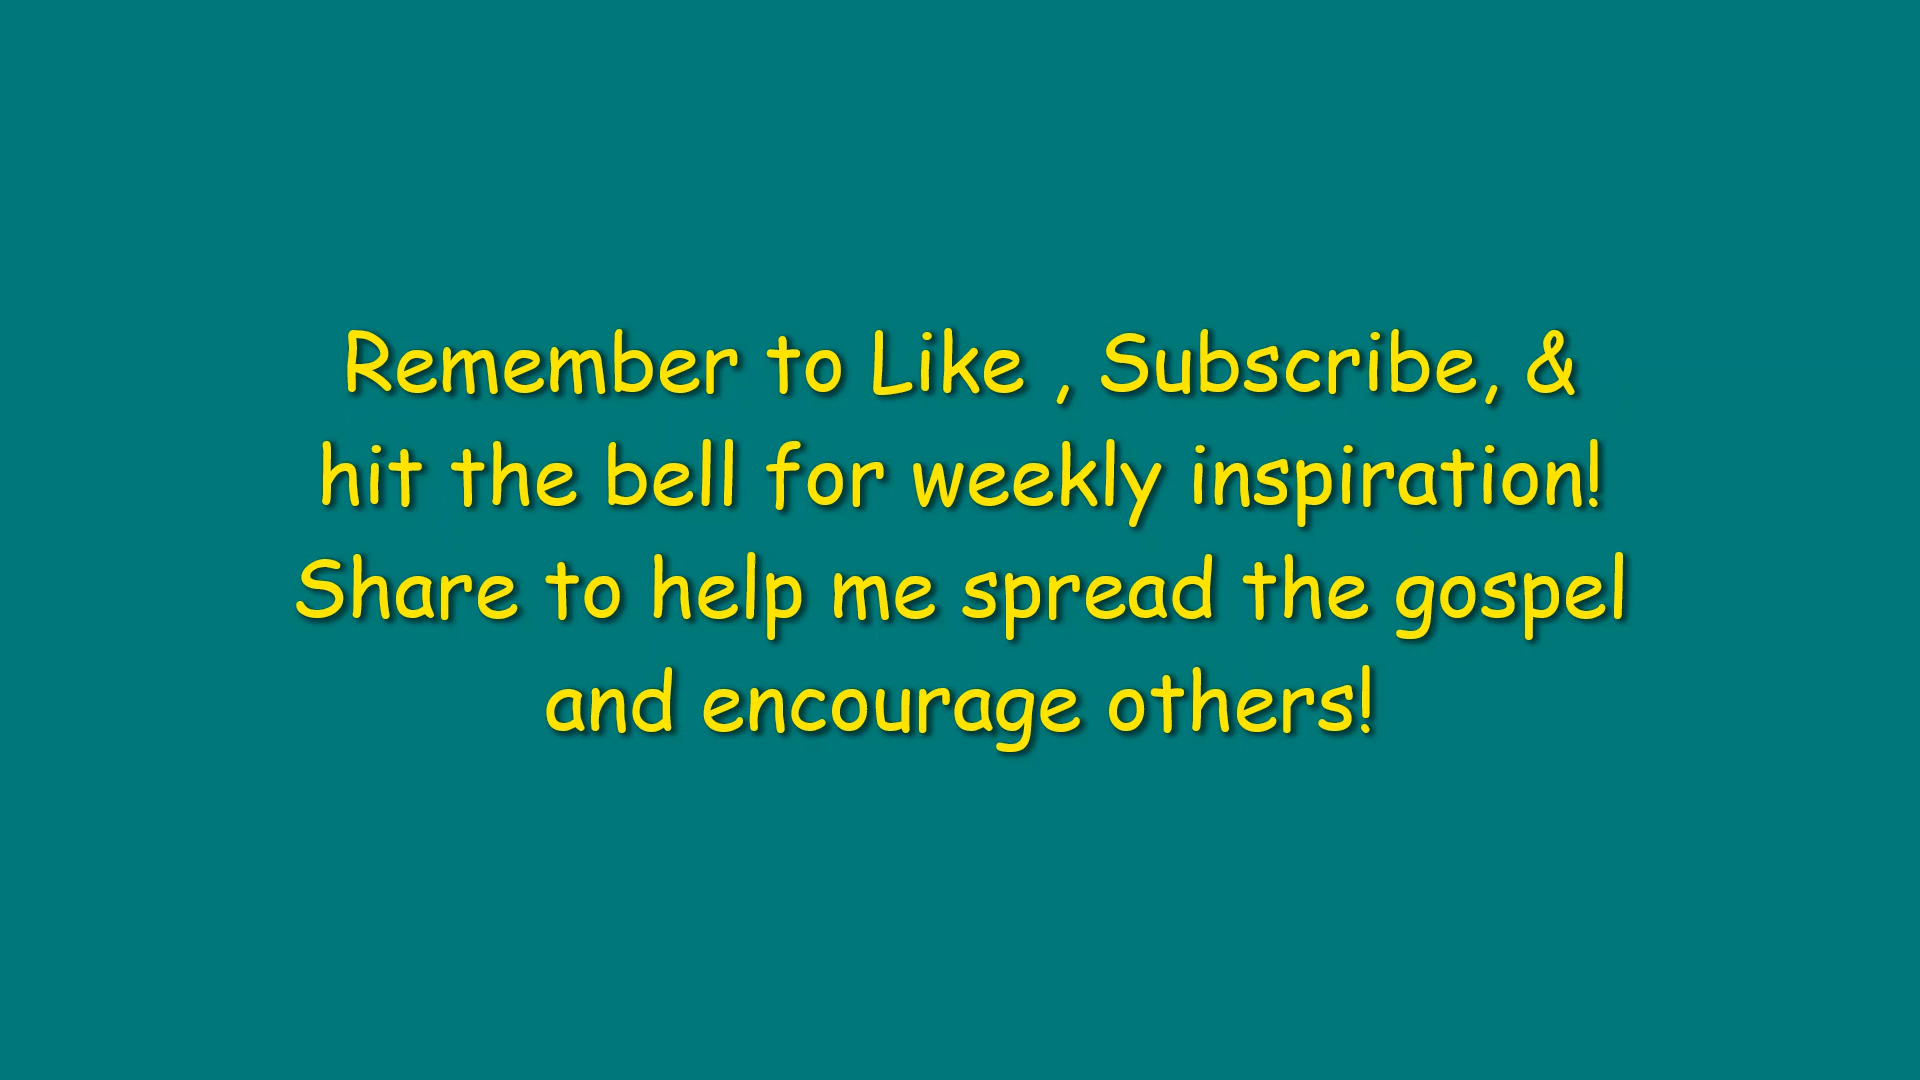 Remember to Like , Subscribe, &
hit the bell for weekly inspiration!
Share to help me spread the gospel
and encourage others!